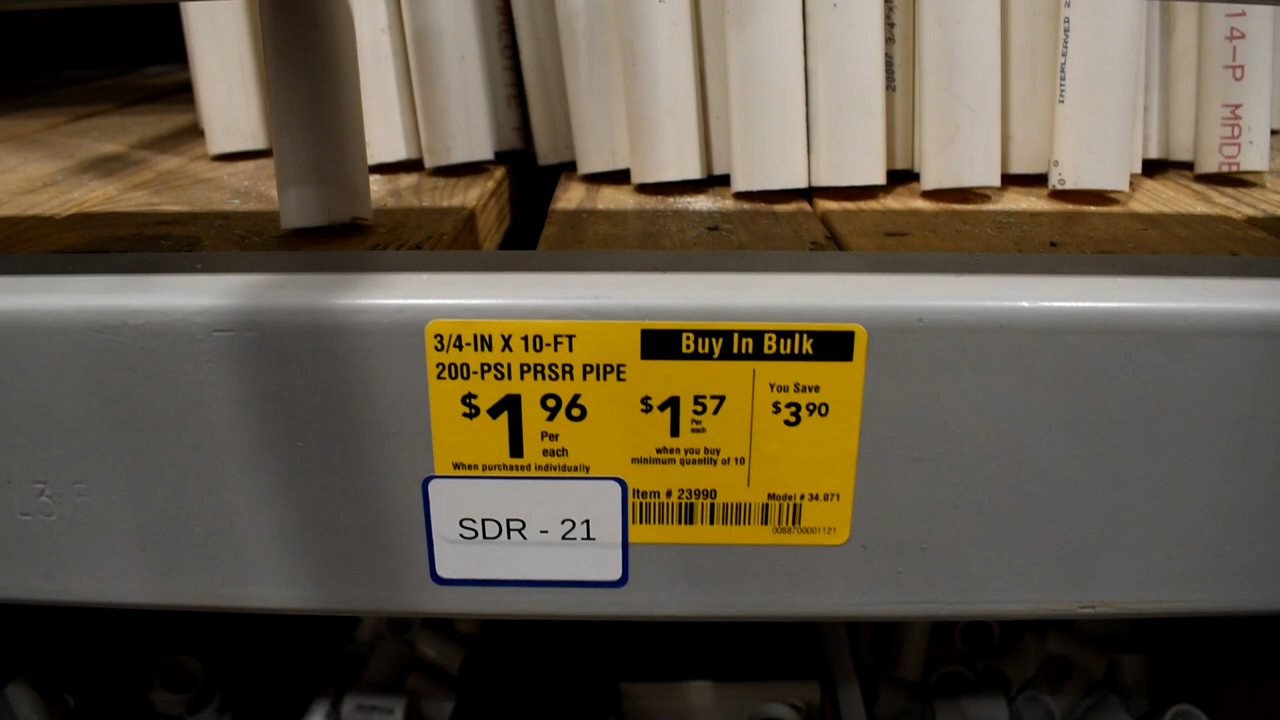 14-P MADE
INTERLEAVED 2
3/4-IN X 10-FT
200-PSI PRSR PIPE
$1 96
Per
each
When purchased individually
Buy In Bulk
$1 57
Per
each
when you buy
minimum quantity of 10
You Save
$3 90
Item # 23990
Model # 34.071
0088700001121
SDR - 21